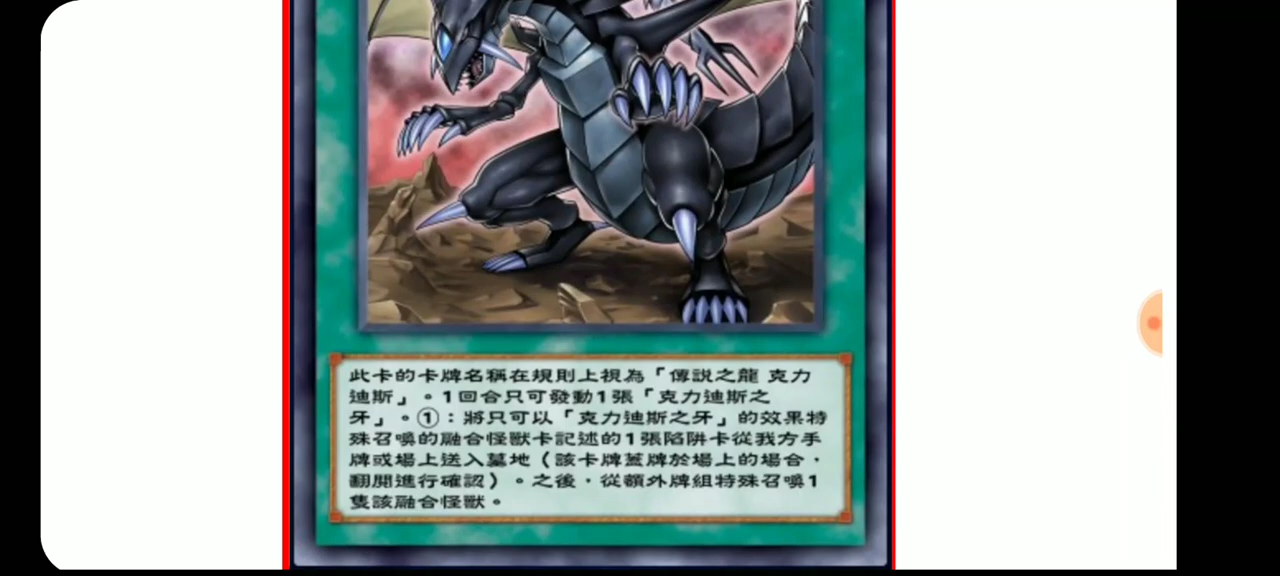 此卡的卡牌名稱在規則上視為「傳說之龍 克力
迪斯」。1回合只可發動1張「克力迪斯之
牙」。①：將只可以「克力迪斯之牙」的效果特
殊召喚的融合怪獸卡記述的1張陷阱卡從我方手
牌或場上送入墓地（該卡牌蓋牌於場上的場合，
翻開進行確認）。之後，從額外牌組特殊召喚1
隻該融合怪獸。